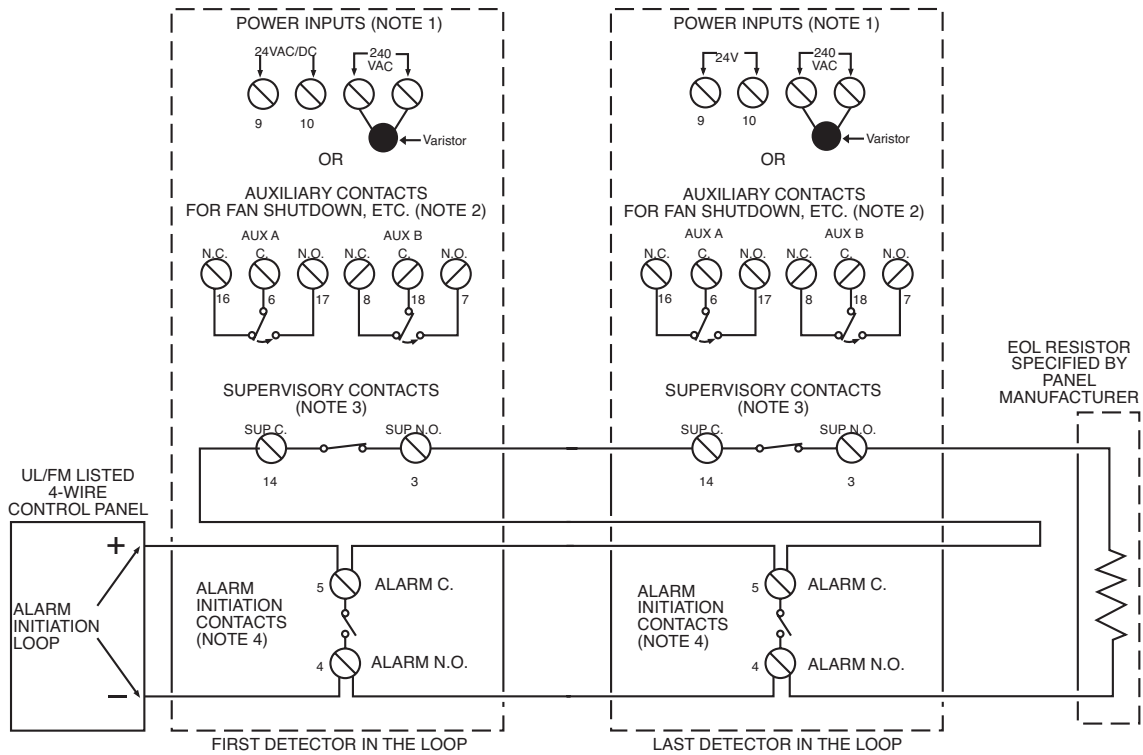 POWER INPUTS (NOTE 1)
24VAC/DC
240
VAC
9
10
Varistor
OR
AUXILIARY CONTACTS
FOR FAN SHUTDOWN, ETC. (NOTE 2)
AUX A
AUX B
N.C.
C.
N.O.
N.C.
C.
N.O.
16
6
17
8
18
7
SUPERVISORY CONTACTS
(NOTE 3)
SUP C.
SUP N.O.
14
3
POWER INPUTS (NOTE 1)
24V
240
VAC
9
10
Varistor
OR
AUXILIARY CONTACTS
FOR FAN SHUTDOWN, ETC. (NOTE 2)
AUX A
AUX B
N.C.
C.
N.O.
N.C.
C.
N.O.
16
6
17
8
18
7
SUPERVISORY CONTACTS
(NOTE 3)
SUP C.
SUP N.O.
14
3
EOL RESISTOR
SPECIFIED BY
PANEL
MANUFACTURER
UL/FM LISTED
4-WIRE
CONTROL PANEL
+
ALARM
INITIATION
LOOP
–
ALARM
INITIATION
CONTACTS
(NOTE 4)
5
ALARM C.
4
ALARM N.O.
FIRST DETECTOR IN THE LOOP
ALARM
INITIATION
CONTACTS
(NOTE 4)
5
ALARM C.
4
ALARM N.O.
LAST DETECTOR IN THE LOOP